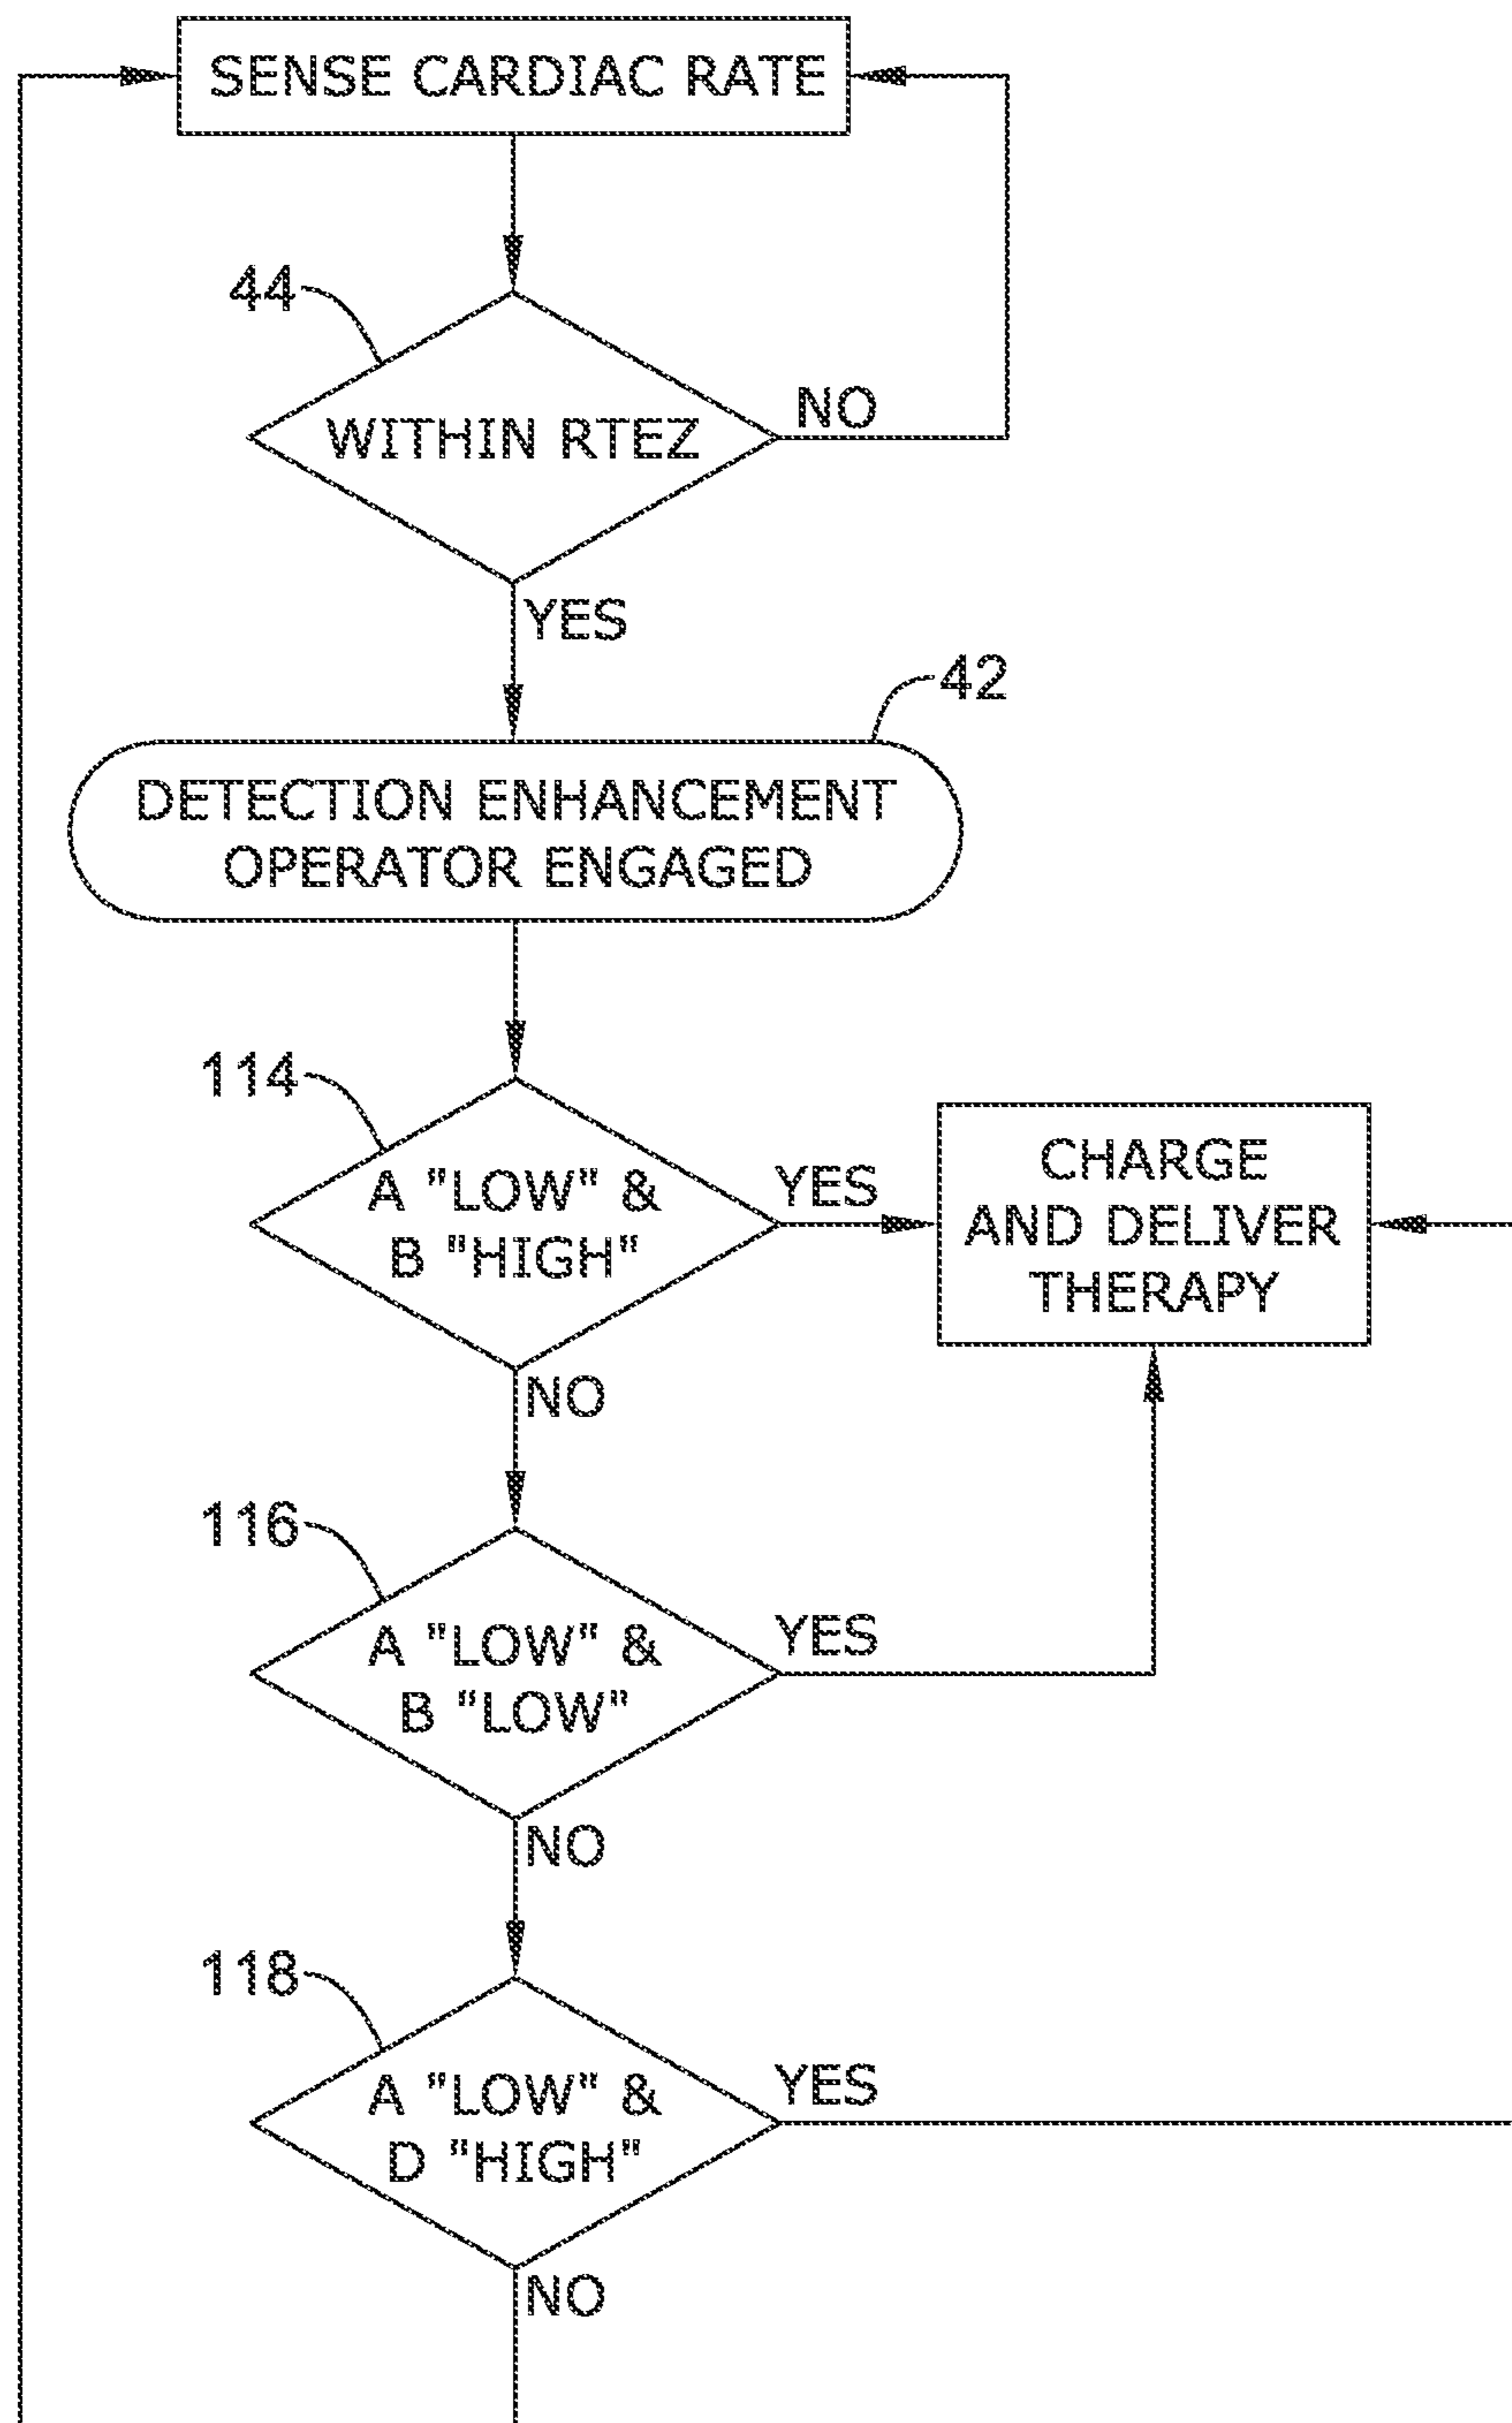 SENSE CARDIAC RATE
44
WITHIN RTEZ
NO
YES
42
DETECTION ENHANCEMENT
OPERATOR ENGAGED
114
A "LOW" &
B "HIGH"
YES
CHARGE
AND DELIVER
THERAPY
NO
116
A "LOW" &
B "LOW"
YES
NO
118
A "LOW" &
D "HIGH"
YES
NO